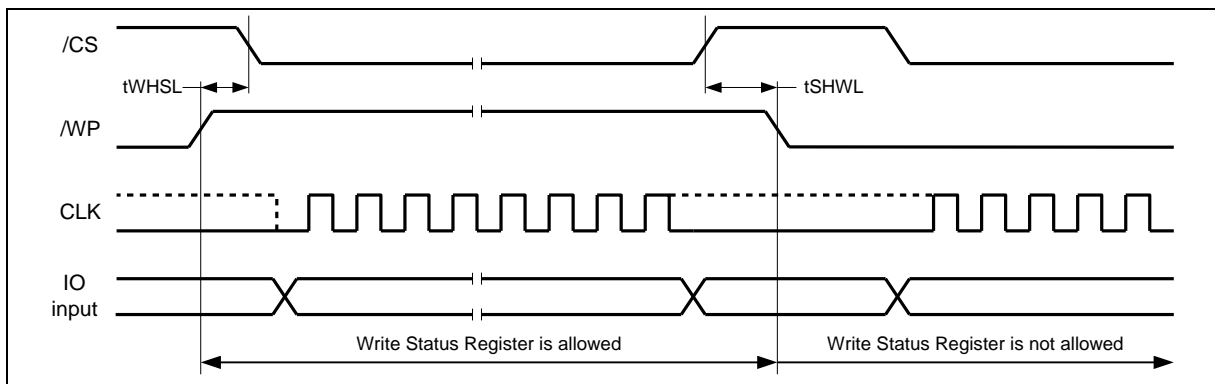 /CS
tWHSL
tSHWL
/WP
CLK
IO
input
Write Status Register is allowed
Write Status Register is not allowed